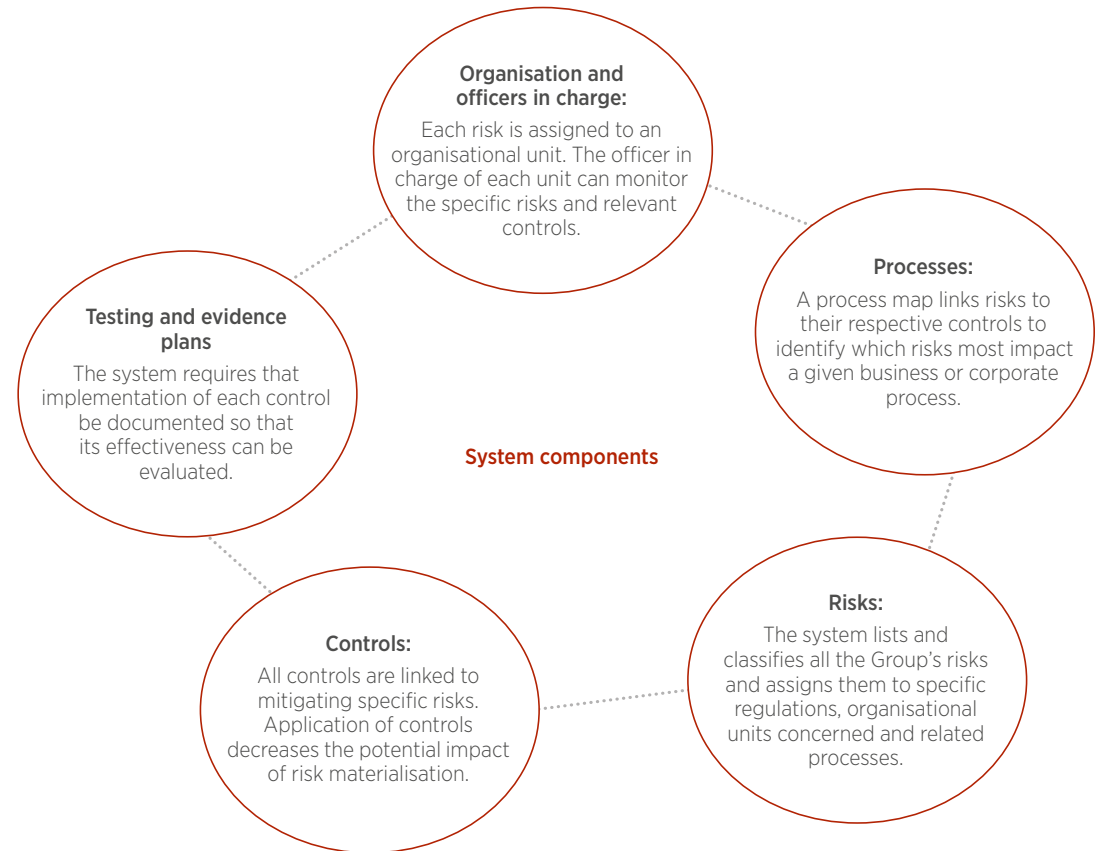 Organisation and
officers in charge:
Each risk is assigned to an
organisational unit. The officer in
charge of each unit can monitor
the specific risks and relevant
controls.
Processes:
A process map links risks to
their respective controls to
identify which risks most impact
a given business or corporate
process.
Testing and evidence
plans
The system requires that
implementation of each control
be documented so that
its effectiveness can be
evaluated.
System components
Risks:
The system lists and
classifies all the Group's risks
and assigns them to specific
regulations, organisational
units concerned and related
processes.
Controls:
All controls are linked to
mitigating specific risks.
Application of controls
decreases the potential impact
of risk materialisation.